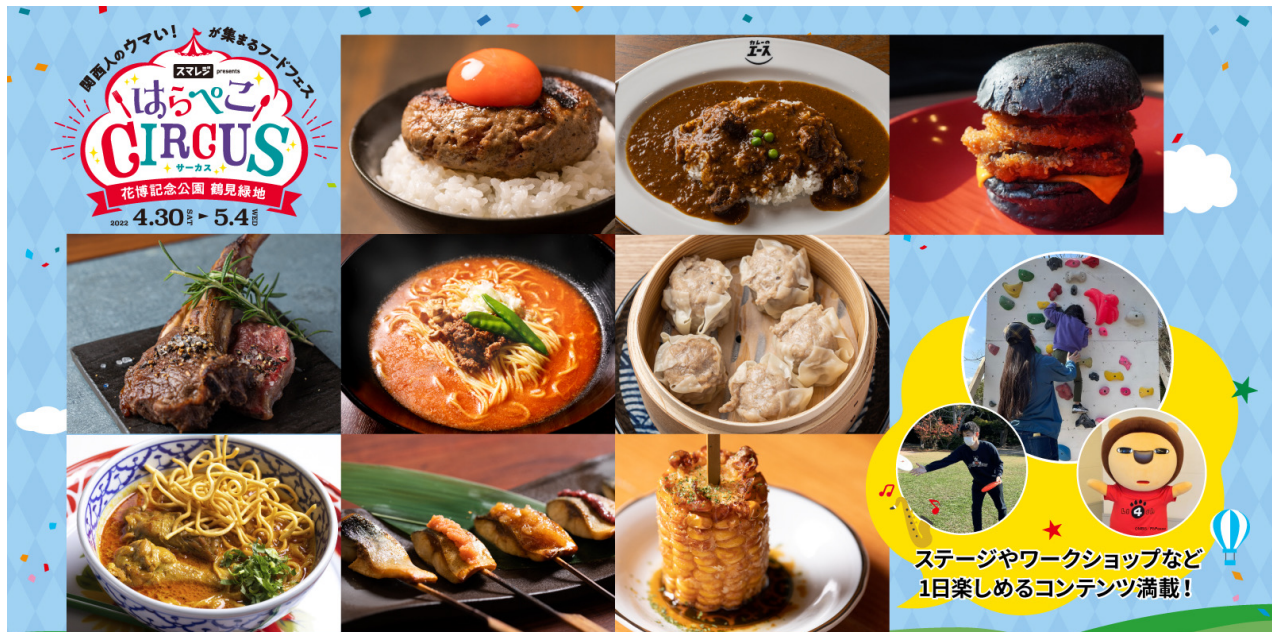 関西人のウマい!が集まるフードフェス
スマレジ presents
はらぺこ
CIRCUS
サーカス
花博記念公園 鶴見緑地
2022 4.30 SAT ▶ 5.4 WED
カレーの
エース
4
ステージやワークショップなど
1日楽しめるコンテンツ満載!